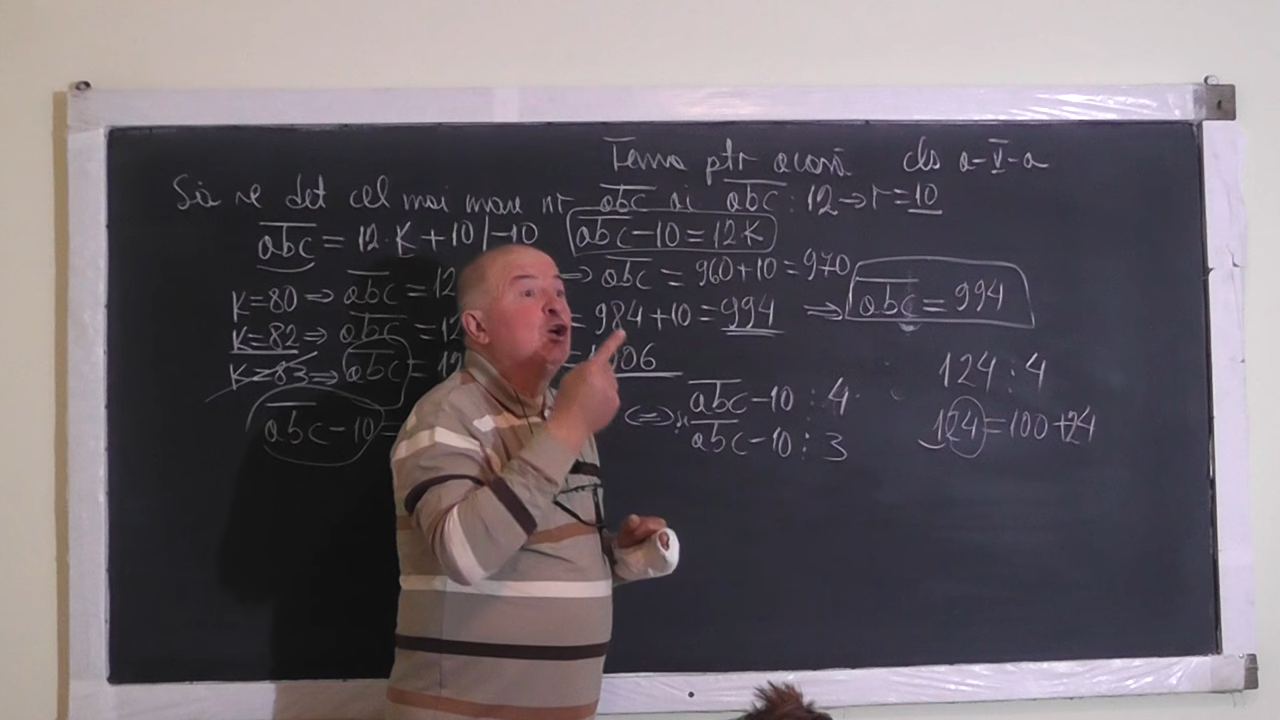 Tema ptr acasă cls a-V-a
Să se det cel mai mare nr abc ai abc : 12 → r = 10
abc = 12·K + 10 | -10 abc - 10 = 12K
K = 80 ⇒ abc = 12 ⇒ abc = 960 + 10 = 970
K = 82 ⇒ abc = 12 = 984 + 10 = 994 ⇒ abc = 994
K = 83 ⇒ abc = 12 = 1006
abc - 10 = ⇔ abc - 10 ⋮ 4
abc - 10 ⋮ 3
124 ⋮ 4
124 = 100 + 24